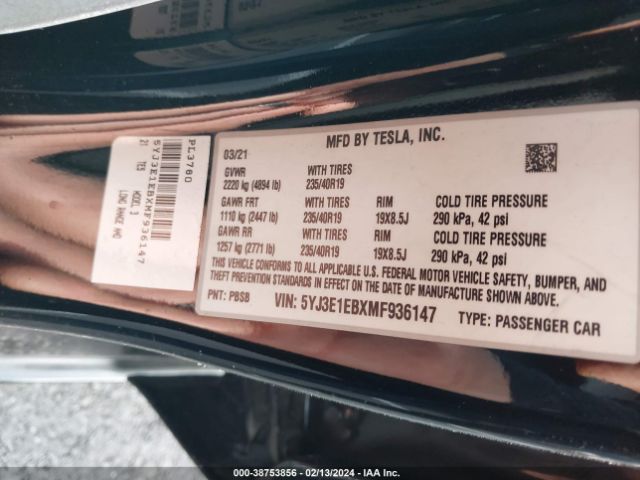 PL3760
5YJ3E1EBXMF936147
21 TES MODEL 3
LONG RANGE AWD
MFD BY TESLA, INC.
03/21
GVWR WITH TIRES
2220 kg (4894 lb) 235/40R19
GAWR FRT WITH TIRES RIM COLD TIRE PRESSURE
1110 kg (2447 lb) 235/40R19 19X8.5J 290 kPa, 42 psi
GAWR RR WITH TIRES RIM COLD TIRE PRESSURE
1257 kg (2771 lb) 235/40R19 19X8.5J 290 kPa, 42 psi
THIS VEHICLE CONFORMS TO ALL APPLICABLE U.S. FEDERAL MOTOR VEHICLE SAFETY, BUMPER, AND
THEFT PREVENTION STANDARDS IN EFFECT ON THE DATE OF MANUFACTURE SHOWN ABOVE.
PNT: PBSB VIN: 5YJ3E1EBXMF936147 TYPE: PASSENGER CAR
000-38753856 - 02/13/2024 - IAA Inc.